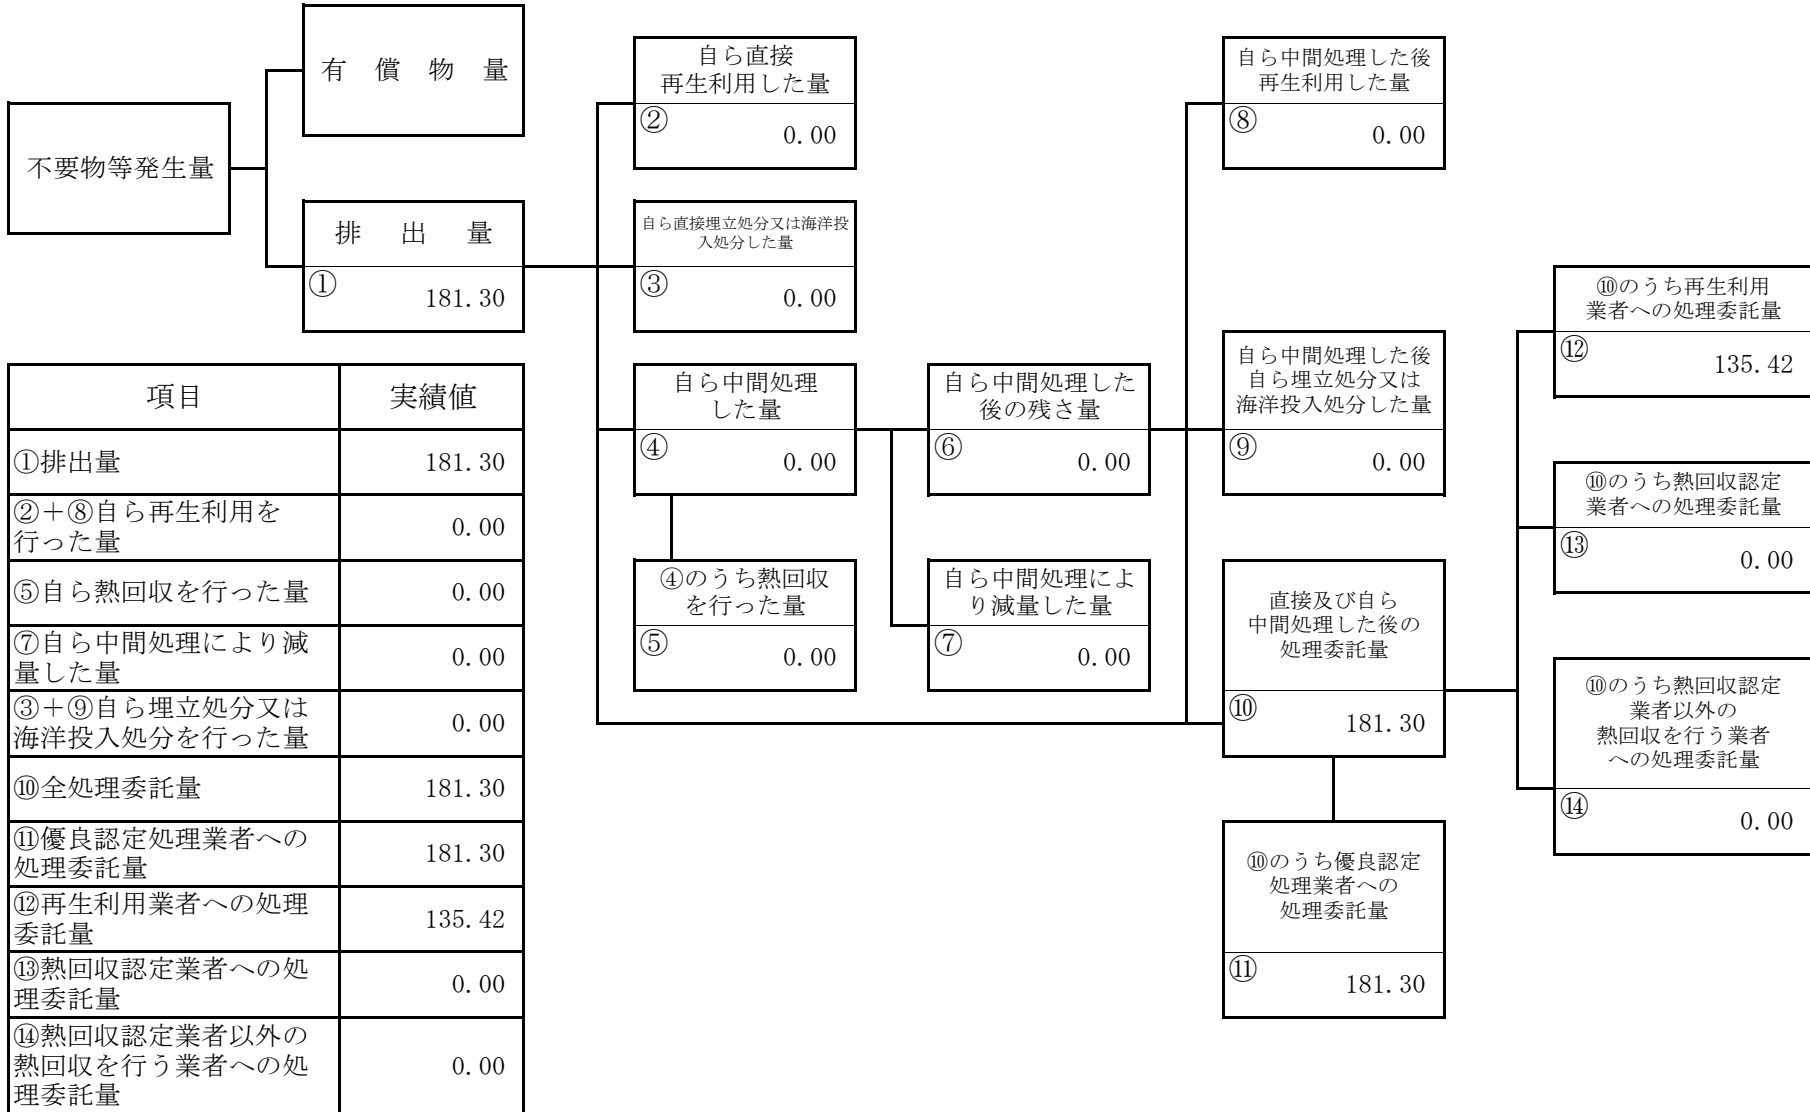 有償物量
不要物等発生量
排出量
①
181.30
自ら直接
再生利用した量
②
0.00
自ら直接埋立処分又は海洋投
入処分した量
③
0.00
自ら中間処理
した量
④
0.00
④のうち熱回収
を行った量
⑤
0.00
自ら中間処理した
後の残さ量
⑥
0.00
自ら中間処理によ
り減量した量
⑦
0.00
自ら中間処理した後
再生利用した量
⑧
0.00
自ら中間処理した後
自ら埋立処分又は
海洋投入処分した量
⑨
0.00
直接及び自ら
中間処理した後の
処理委託量
⑩
181.30
⑩のうち優良認定
処理業者への
処理委託量
⑪
181.30
⑩のうち再生利用
業者への処理委託量
⑫
135.42
⑩のうち熱回収認定
業者への処理委託量
⑬
0.00
⑩のうち熱回収認定
業者以外の
熱回収を行う業者
への処理委託量
⑭
0.00
項目 実績値
①排出量 181.30
②+⑧自ら再生利用を
行った量 0.00
⑤自ら熱回収を行った量 0.00
⑦自ら中間処理により減
量した量 0.00
③+⑨自ら埋立処分又は
海洋投入処分を行った量 0.00
⑩全処理委託量 181.30
⑪優良認定処理業者への
処理委託量 181.30
⑫再生利用業者への処理
委託量 135.42
⑬熱回収認定業者への処
理委託量 0.00
⑭熱回収認定業者以外の
熱回収を行う業者への処
理委託量 0.00